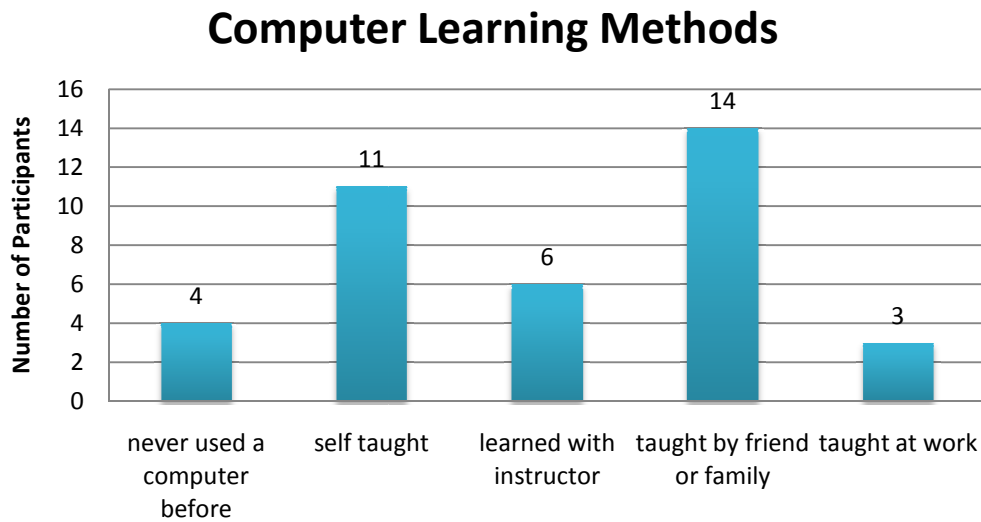 Computer Learning Methods
Number of Participants
16
14
12
10
8
6
4
2
0
4
11
6
14
3
never used a
computer
before
self taught
learned with
instructor
taught by friend
or family
taught at work